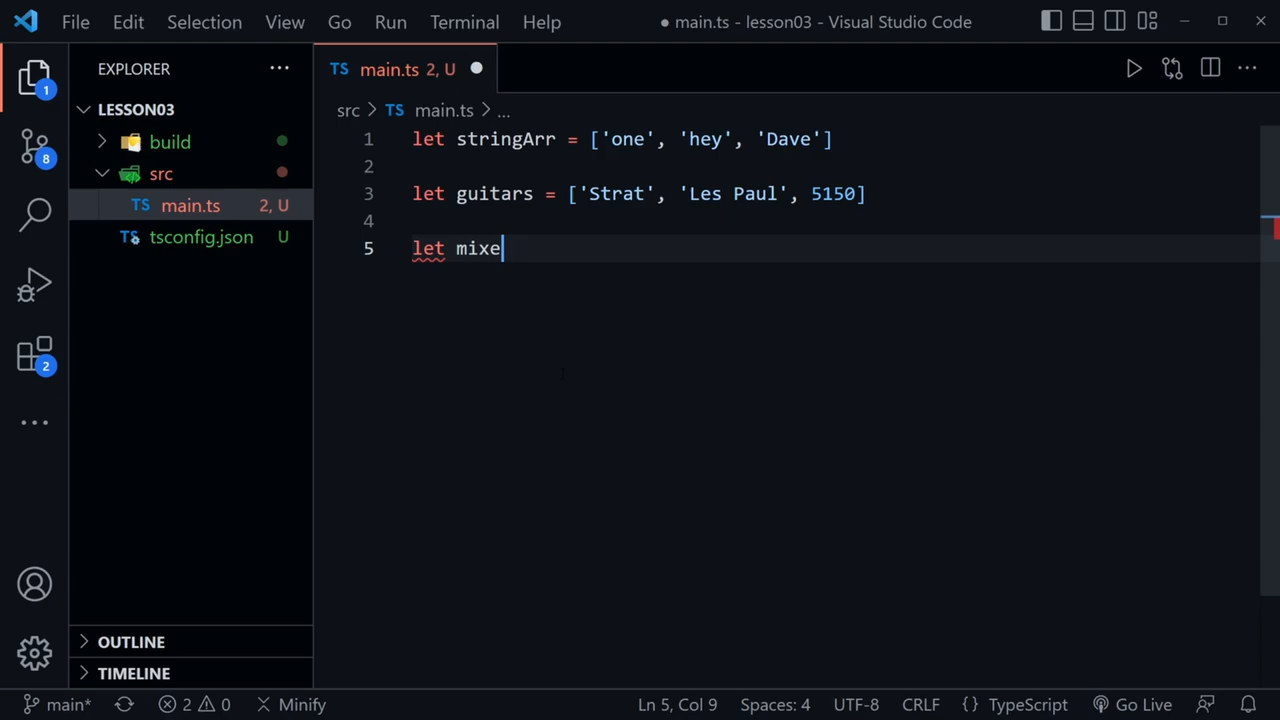 File Edit Selection View Go Run Terminal Help
● main.ts - lesson03 - Visual Studio Code
EXPLORER
1
LESSON03
build
8
src
TS main.ts 2, U
TS tsconfig.json U
2
OUTLINE
TIMELINE
TS main.ts 2, U
src > TS main.ts > ...
1 let stringArr = ['one', 'hey', 'Dave']
2
3 let guitars = ['Strat', 'Les Paul', 5150]
4
5 let mixe
main* 2 0 Minify Ln 5, Col 9 Spaces: 4 UTF-8 CRLF {} TypeScript Go Live